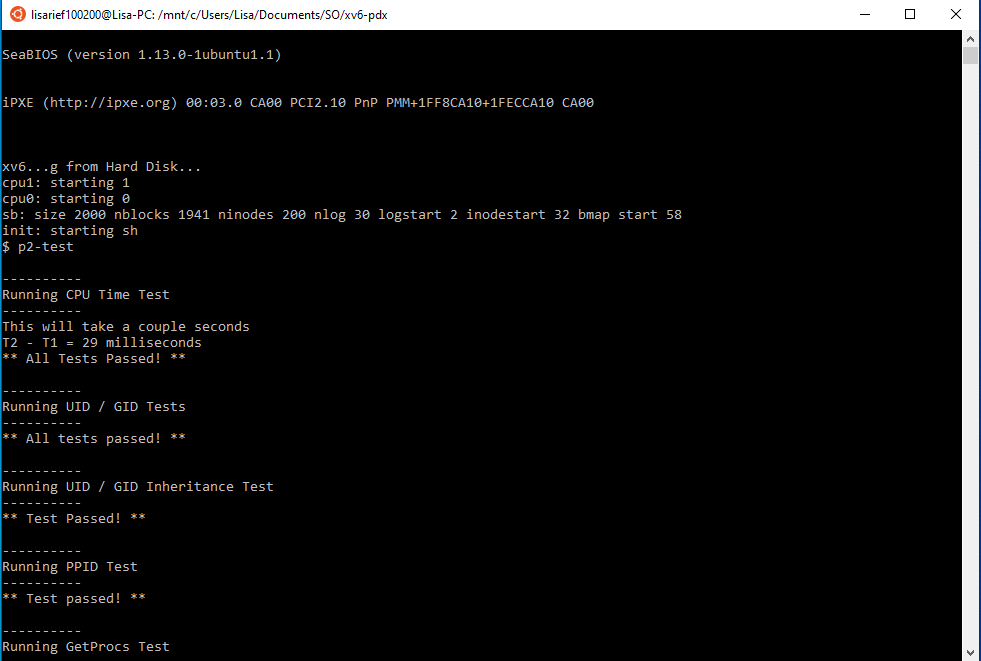 lisarief100200@Lisa-PC: /mnt/c/Users/Lisa/Documents/SO/xv6-pdx
SeaBIOS (version 1.13.0-1ubuntu1.1)
iPXE (http://ipxe.org) 00:03.0 CA00 PCI2.10 PnP PMM+1FF8CA10+1FECCA10 CA00
xv6...g from Hard Disk...
cpu1: starting 1
cpu0: starting 0
sb: size 2000 nblocks 1941 ninodes 200 nlog 30 logstart 2 inodestart 32 bmap start 58
init: starting sh
$ p2-test
----------
Running CPU Time Test
----------
This will take a couple seconds
T2 - T1 = 29 milliseconds
** All Tests Passed! **
----------
Running UID / GID Tests
----------
** All tests passed! **
----------
Running UID / GID Inheritance Test
----------
** Test Passed! **
----------
Running PPID Test
----------
** Test passed! **
----------
Running GetProcs Test